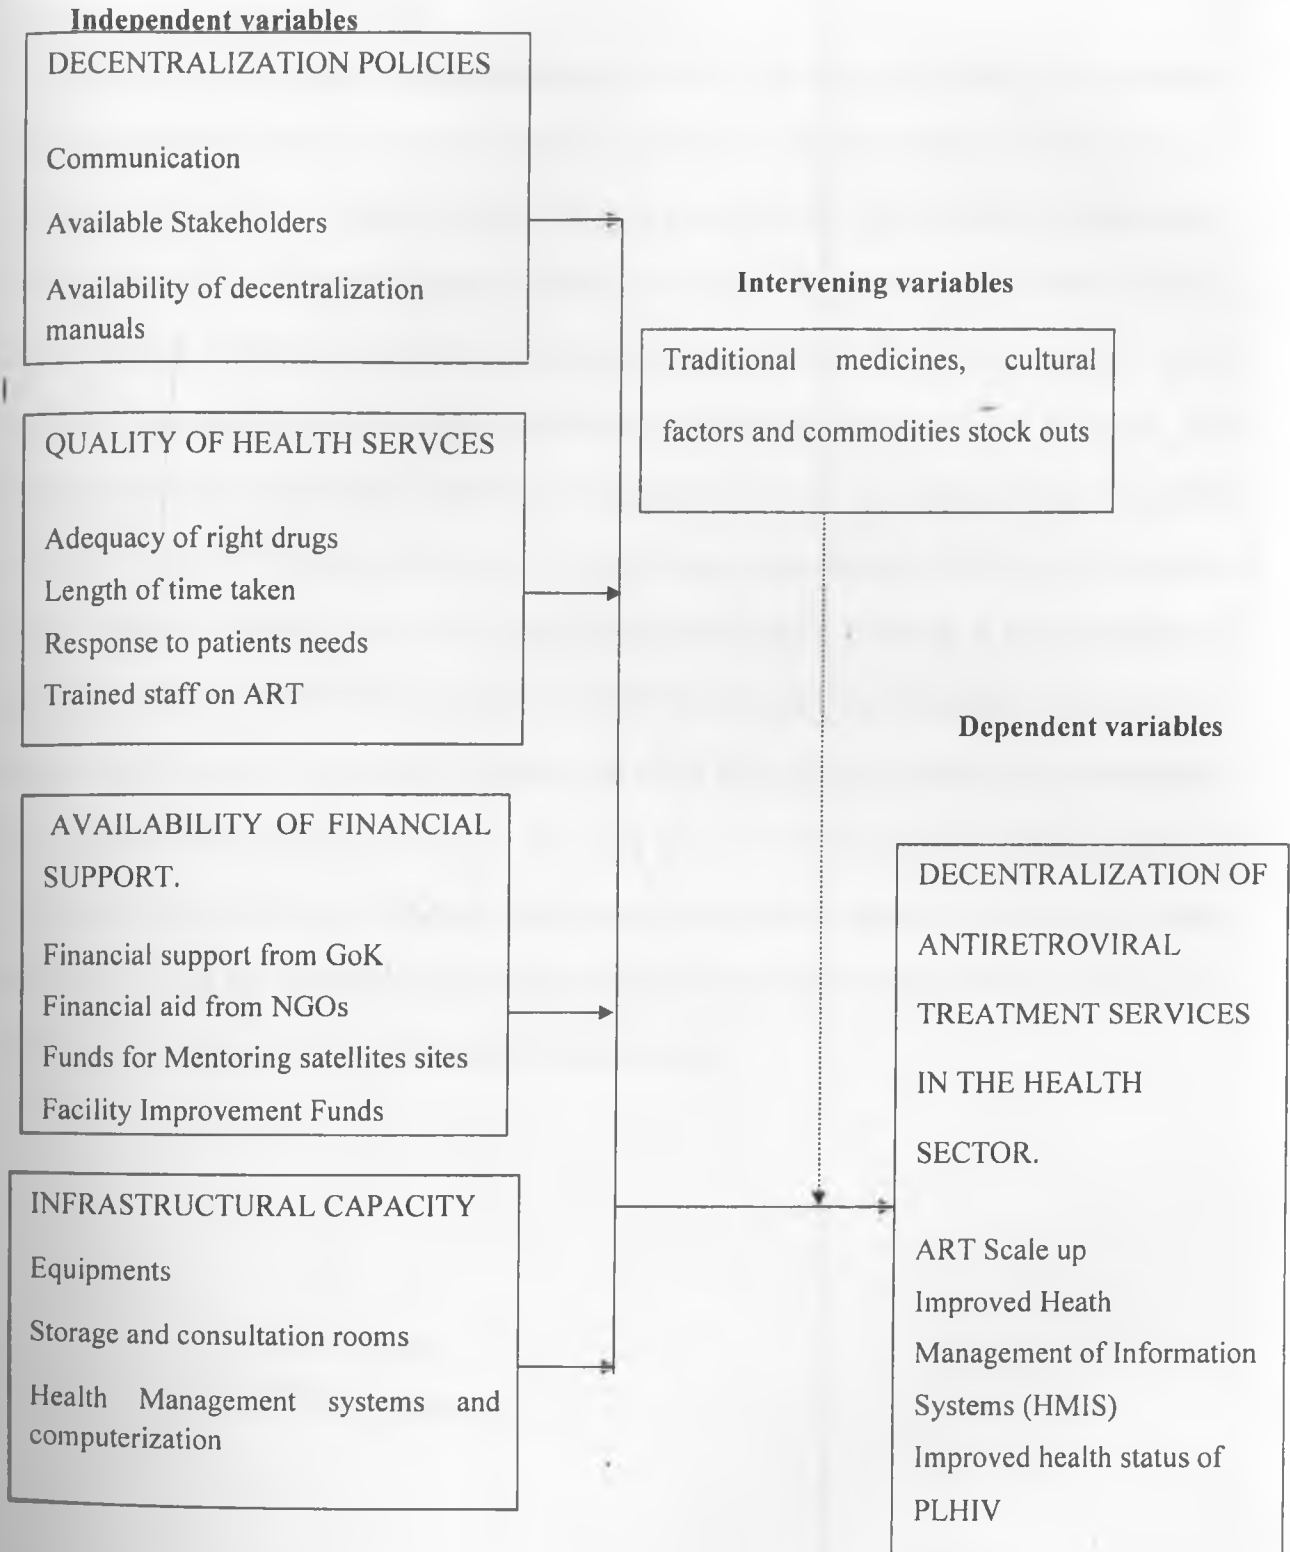 Independent variables
DECENTRALIZATION POLICIES
Communication
Available Stakeholders
Availability of decentralization
manuals
QUALITY OF HEALTH SERVCES
Adequacy of right drugs
Length of time taken
Response to patients needs
Trained staff on ART
AVAILABILITY OF FINANCIAL
SUPPORT.
Financial support from GoK
Financial aid from NGOs
Funds for Mentoring satellites sites
Facility Improvement Funds
INFRASTRUCTURAL CAPACITY
Equipments
Storage and consultation rooms
Health Management systems and
computerization
Intervening variables
Traditional medicines, cultural
factors and commodities stock outs
Dependent variables
DECENTRALIZATION OF
ANTIRETROVIRAL
TREATMENT SERVICES
IN THE HEALTH
SECTOR.
ART Scale up
Improved Heath
Management of Information
Systems (HMIS)
Improved health status of
PLHIV